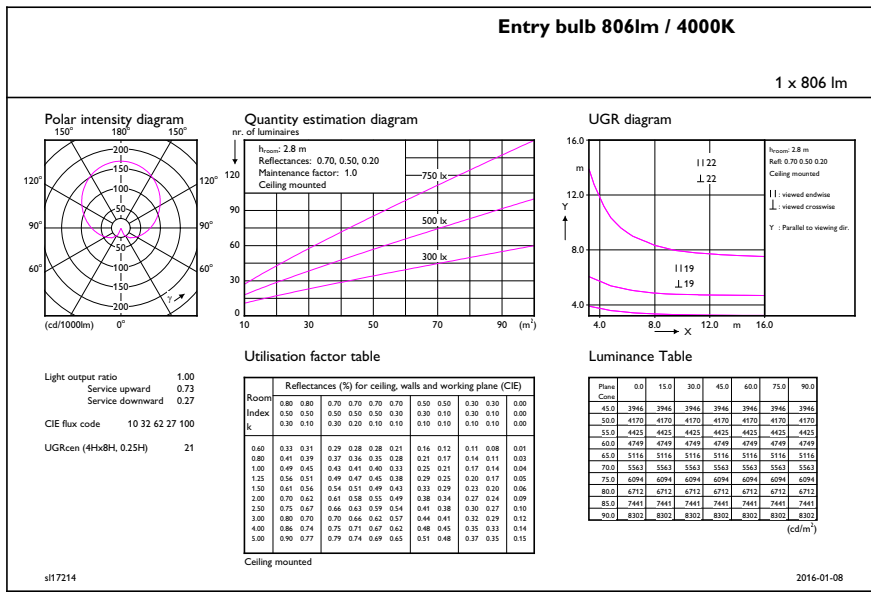 Entry bulb 806lm / 4000K
1 x 806 lm
Polar intensity diagram
150° 180° 150°
200
150
120° 120°
100
50
90° 90°
50
100
60° 60°
150
γ
200
(cd/1000lm) 0°
Quantity estimation diagram
nr. of luminaires
hroom: 2.8 m
Reflectances: 0.70, 0.50, 0.20
Maintenance factor: 1.0
Ceiling mounted
120
750 lx
90
500 lx
60
300 lx
30
0
10 30 50 70 90 (m²)
UGR diagram
16.0
m
12.0
Y
8.0
4.0
|| 22
⊥ 22
|| 19
⊥ 19
4.0 8.0 12.0 m 16.0
X
hroom: 2.8 m
Refl: 0.70 0.50 0.20
Ceiling mounted
|| : viewed endwise
⊥ : viewed crosswise
Y : Parallel to viewing dir.
Light output ratio 1.00
Service upward 0.73
Service downward 0.27
CIE flux code 10 32 62 27 100
UGRcen (4Hx8H, 0.25H) 21
Utilisation factor table
Room Index k
Reflectances (%) for ceiling, walls and working plane (CIE)
0.80 0.80 0.70 0.70 0.70 0.70 0.50 0.50 0.30 0.30 0.00
0.50 0.50 0.50 0.50 0.50 0.30 0.30 0.10 0.30 0.10 0.00
0.30 0.10 0.30 0.20 0.10 0.10 0.10 0.10 0.10 0.10 0.00
0.60 0.33 0.31 0.29 0.28 0.28 0.21 0.16 0.12 0.11 0.08 0.01
0.80 0.41 0.39 0.37 0.36 0.35 0.28 0.21 0.17 0.14 0.11 0.03
1.00 0.49 0.45 0.43 0.41 0.40 0.33 0.25 0.21 0.17 0.14 0.04
1.25 0.56 0.51 0.49 0.47 0.45 0.38 0.29 0.25 0.20 0.17 0.05
1.50 0.61 0.56 0.54 0.51 0.49 0.43 0.33 0.29 0.23 0.20 0.06
2.00 0.70 0.62 0.61 0.58 0.55 0.49 0.38 0.34 0.27 0.24 0.09
2.50 0.75 0.67 0.66 0.63 0.59 0.54 0.41 0.38 0.30 0.27 0.10
3.00 0.80 0.70 0.70 0.66 0.62 0.57 0.44 0.41 0.32 0.29 0.12
4.00 0.86 0.74 0.75 0.71 0.67 0.62 0.48 0.45 0.35 0.33 0.14
5.00 0.90 0.77 0.79 0.74 0.69 0.65 0.51 0.48 0.37 0.35 0.15
Ceiling mounted
Luminance Table
Plane 0.0 15.0 30.0 45.0 60.0 75.0 90.0
Cone
45.0 3946 3946 3946 3946 3946 3946 3946
50.0 4170 4170 4170 4170 4170 4170 4170
55.0 4425 4425 4425 4425 4425 4425 4425
60.0 4749 4749 4749 4749 4749 4749 4749
65.0 5116 5116 5116 5116 5116 5116 5116
70.0 5563 5563 5563 5563 5563 5563 5563
75.0 6094 6094 6094 6094 6094 6094 6094
80.0 6712 6712 6712 6712 6712 6712 6712
85.0 7441 7441 7441 7441 7441 7441 7441
90.0 8302 8302 8302 8302 8302 8302 8302
(cd/m²)
sl17214
2016-01-08